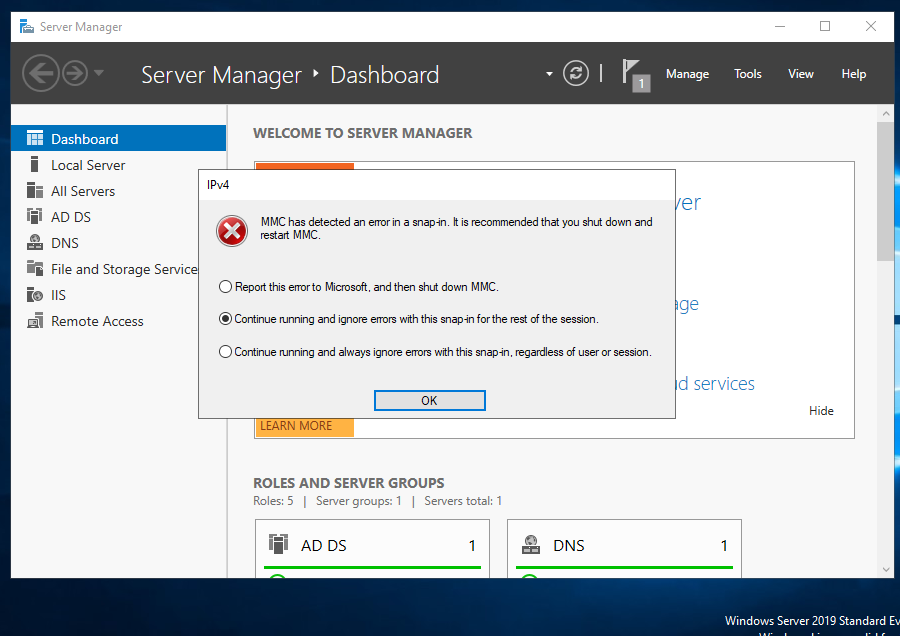 Server Manager
Server Manager ‣ Dashboard
1
Manage
Tools
View
Help
Dashboard
Local Server
All Servers
AD DS
DNS
File and Storage Service
IIS
Remote Access
WELCOME TO SERVER MANAGER
IPv4
MMC has detected an error in a snap-in. It is recommended that you shut down and
restart MMC.
Report this error to Microsoft, and then shut down MMC.
Continue running and ignore errors with this snap-in for the rest of the session.
Continue running and always ignore errors with this snap-in, regardless of user or session.
OK
services
Hide
LEARN MORE
ROLES AND SERVER GROUPS
Roles: 5 | Server groups: 1 | Servers total: 1
AD DS 1
DNS 1
Windows Server 2019 Standard Ev